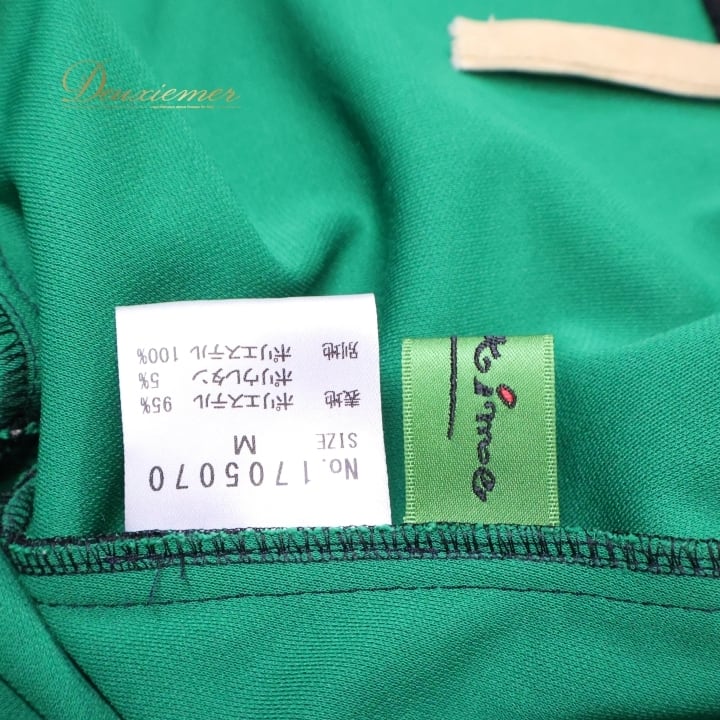 Deuxiemer
No.1705070
SIZE
M
表地 ポリエステル 95%
ポリウレタン 5%
別地 ポリエステル 100%